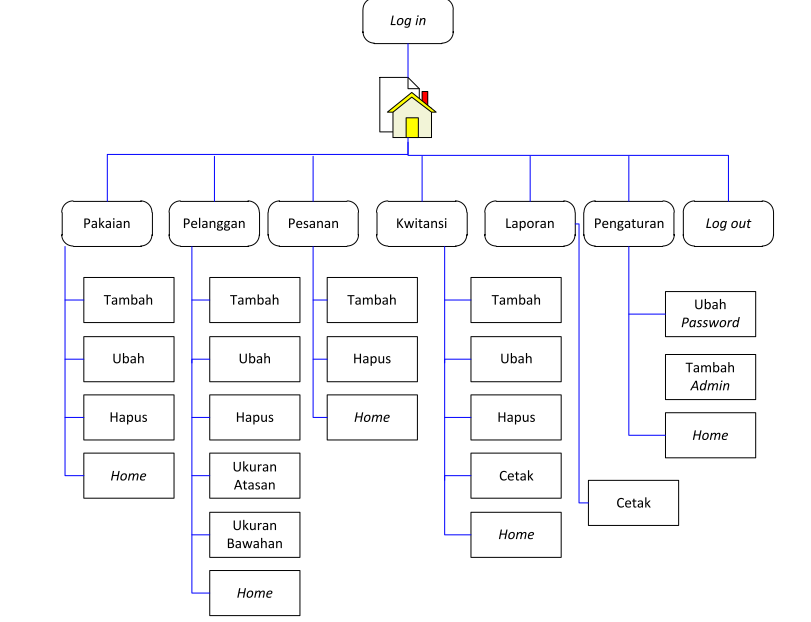 Log in
Pakaian
Pelanggan
Pesanan
Kwitansi
Laporan
Pengaturan
Log out
Tambah
Ubah
Hapus
Home
Tambah
Ubah
Hapus
Ukuran
Atasan
Ukuran
Bawahan
Home
Tambah
Hapus
Home
Tambah
Ubah
Hapus
Cetak
Home
Cetak
Ubah
Password
Tambah
Admin
Home